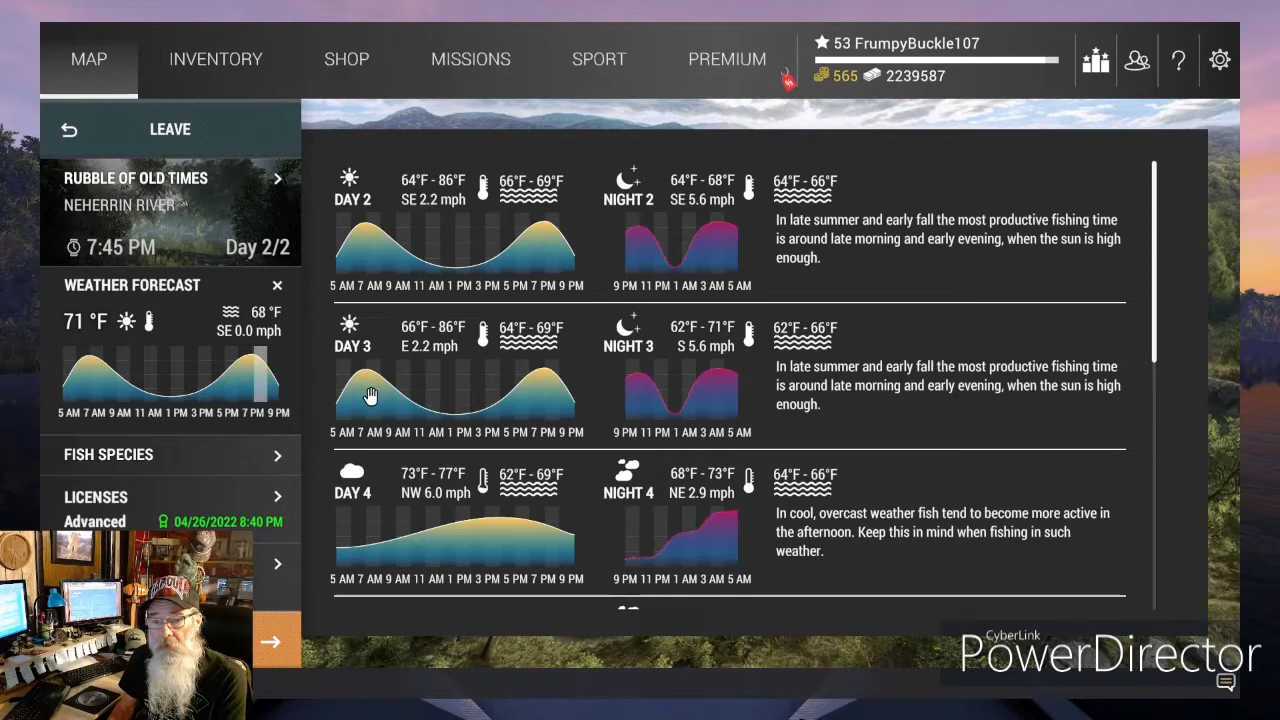 MAP INVENTORY SHOP MISSIONS SPORT PREMIUM
53 FrumpyBuckle107
565 2239587
?
LEAVE
RUBBLE OF OLD TIMES
NEHERRIN RIVER
7:45 PM Day 2/2
WEATHER FORECAST
71 °F 68 °F
SE 0.0 mph
5 AM 7 AM 9 AM 11 AM 1 PM 3 PM 5 PM 7 PM 9 PM
FISH SPECIES
LICENSES
Advanced 04/26/2022 8:40 PM
DAY 2 64°F - 86°F 66°F - 69°F
SE 2.2 mph
5 AM 7 AM 9 AM 11 AM 1 PM 3 PM 5 PM 7 PM 9 PM
NIGHT 2 64°F - 68°F 64°F - 66°F
SE 5.6 mph
9 PM 11 PM 1 AM 3 AM 5 AM
In late summer and early fall the most productive fishing time
is around late morning and early evening, when the sun is high
enough.
DAY 3 66°F - 86°F 64°F - 69°F
E 2.2 mph
5 AM 7 AM 9 AM 11 AM 1 PM 3 PM 5 PM 7 PM 9 PM
NIGHT 3 62°F - 71°F 62°F - 66°F
S 5.6 mph
9 PM 11 PM 1 AM 3 AM 5 AM
In late summer and early fall the most productive fishing time
is around late morning and early evening, when the sun is high
enough.
DAY 4 73°F - 77°F 62°F - 69°F
NW 6.0 mph
5 AM 7 AM 9 AM 11 AM 1 PM 3 PM 5 PM 7 PM 9 PM
NIGHT 4 68°F - 73°F 64°F - 66°F
NE 2.9 mph
9 PM 11 PM 1 AM 3 AM 5 AM
In cool, overcast weather fish tend to become more active in
the afternoon. Keep this in mind when fishing in such
weather.
CyberLink
PowerDirector